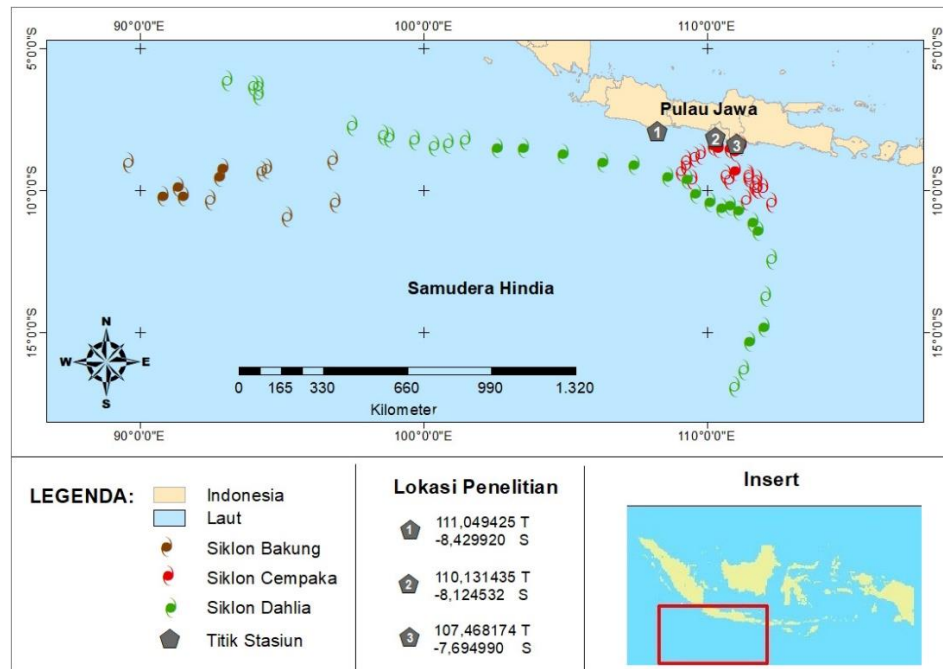 90°0'0"E 100°0'0"E 110°0'0"E
5°0'0"S 5°0'0"S
Pulau Jawa
1 2 3
10°0'0"S 10°0'0"S
Samudera Hindia
15°0'0"S 15°0'0"S
N
W E
S
0 165 330 660 990 1.320
Kilometer
90°0'0"E 100°0'0"E 110°0'0"E
LEGENDA:
Indonesia
Laut
Siklon Bakung
Siklon Cempaka
Siklon Dahlia
Titik Stasiun
Lokasi Penelitian
1 111,049425 T
-8,429920 S
2 110,131435 T
-8,124532 S
3 107,468174 T
-7,694990 S
Insert